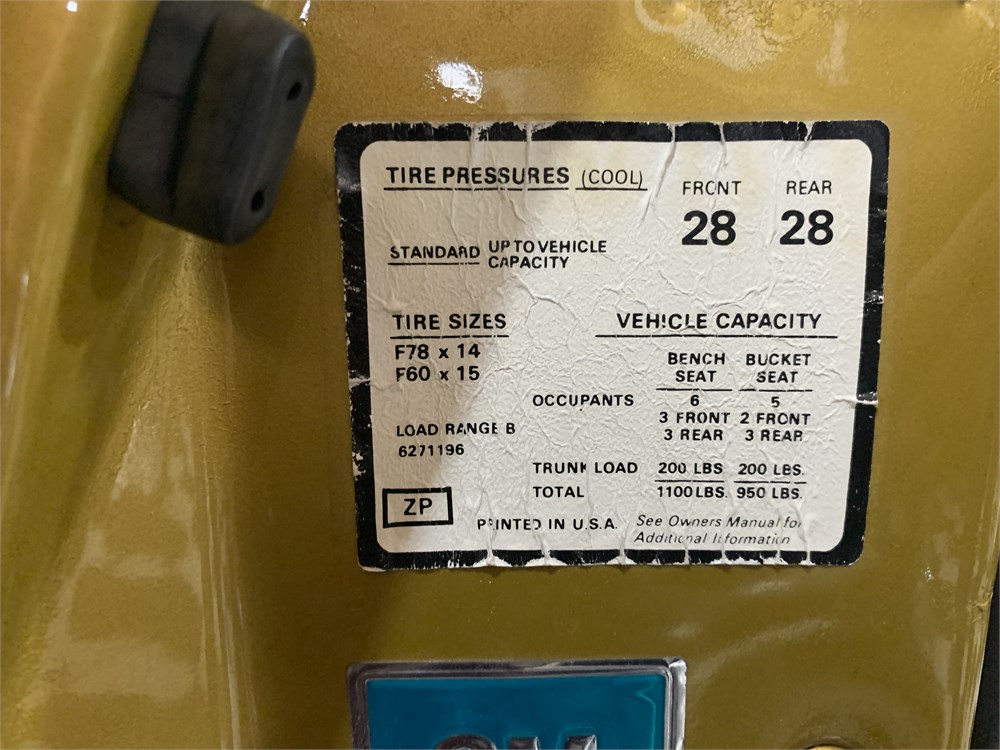 TIRE PRESSURES (COOL)
FRONT REAR
28 28
STANDARD UP TO VEHICLE
CAPACITY
TIRE SIZES
F78 x 14
F60 x 15
LOAD RANGE B
6271196
ZP
VEHICLE CAPACITY
BENCH BUCKET
SEAT SEAT
OCCUPANTS 6 5
3 FRONT 2 FRONT
3 REAR 3 REAR
TRUNK LOAD 200 LBS 200 LBS.
TOTAL 1100 LBS. 950 LBS.
PRINTED IN U.S.A.
See Owners Manual for
Additional Information